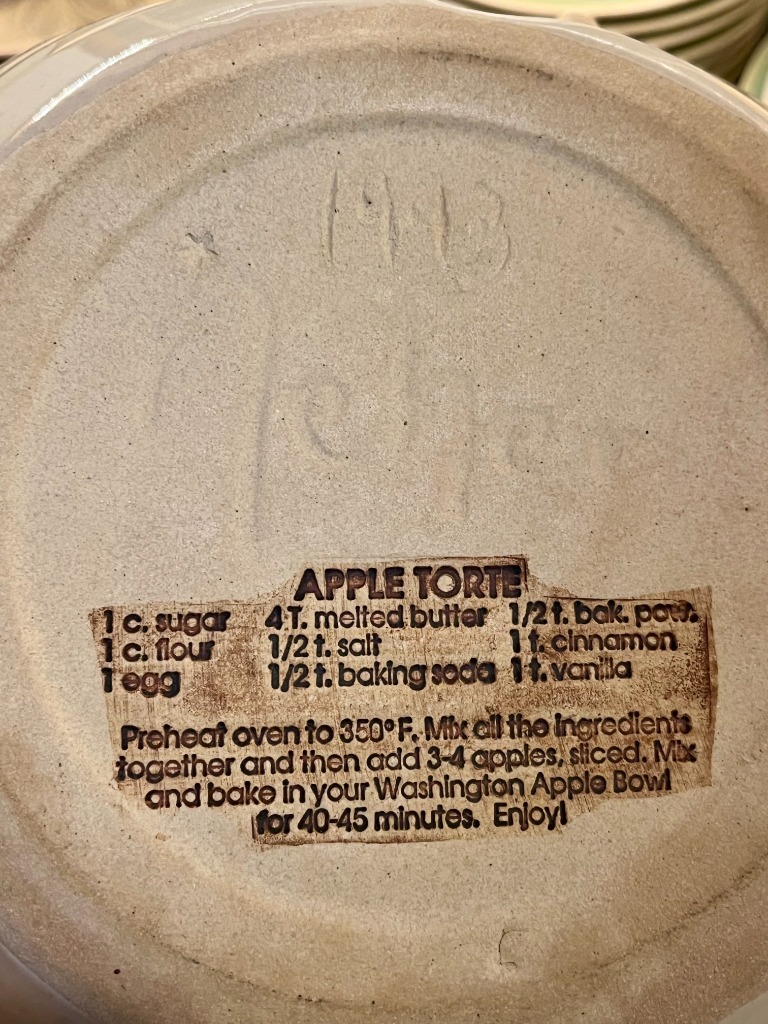 1993
APPLE TORTE
1 c. sugar 4 T. melted butter 1/2 t. bak. pow.
1 c. flour 1/2 t. salt 1 t. cinnamon
1 egg 1/2 t. baking soda 1 t. vanilla
Preheat oven to 350° F. Mix all the ingredients
together and then add 3-4 apples, sliced. Mix
and bake in your Washington Apple Bowl
for 40-45 minutes. Enjoy!